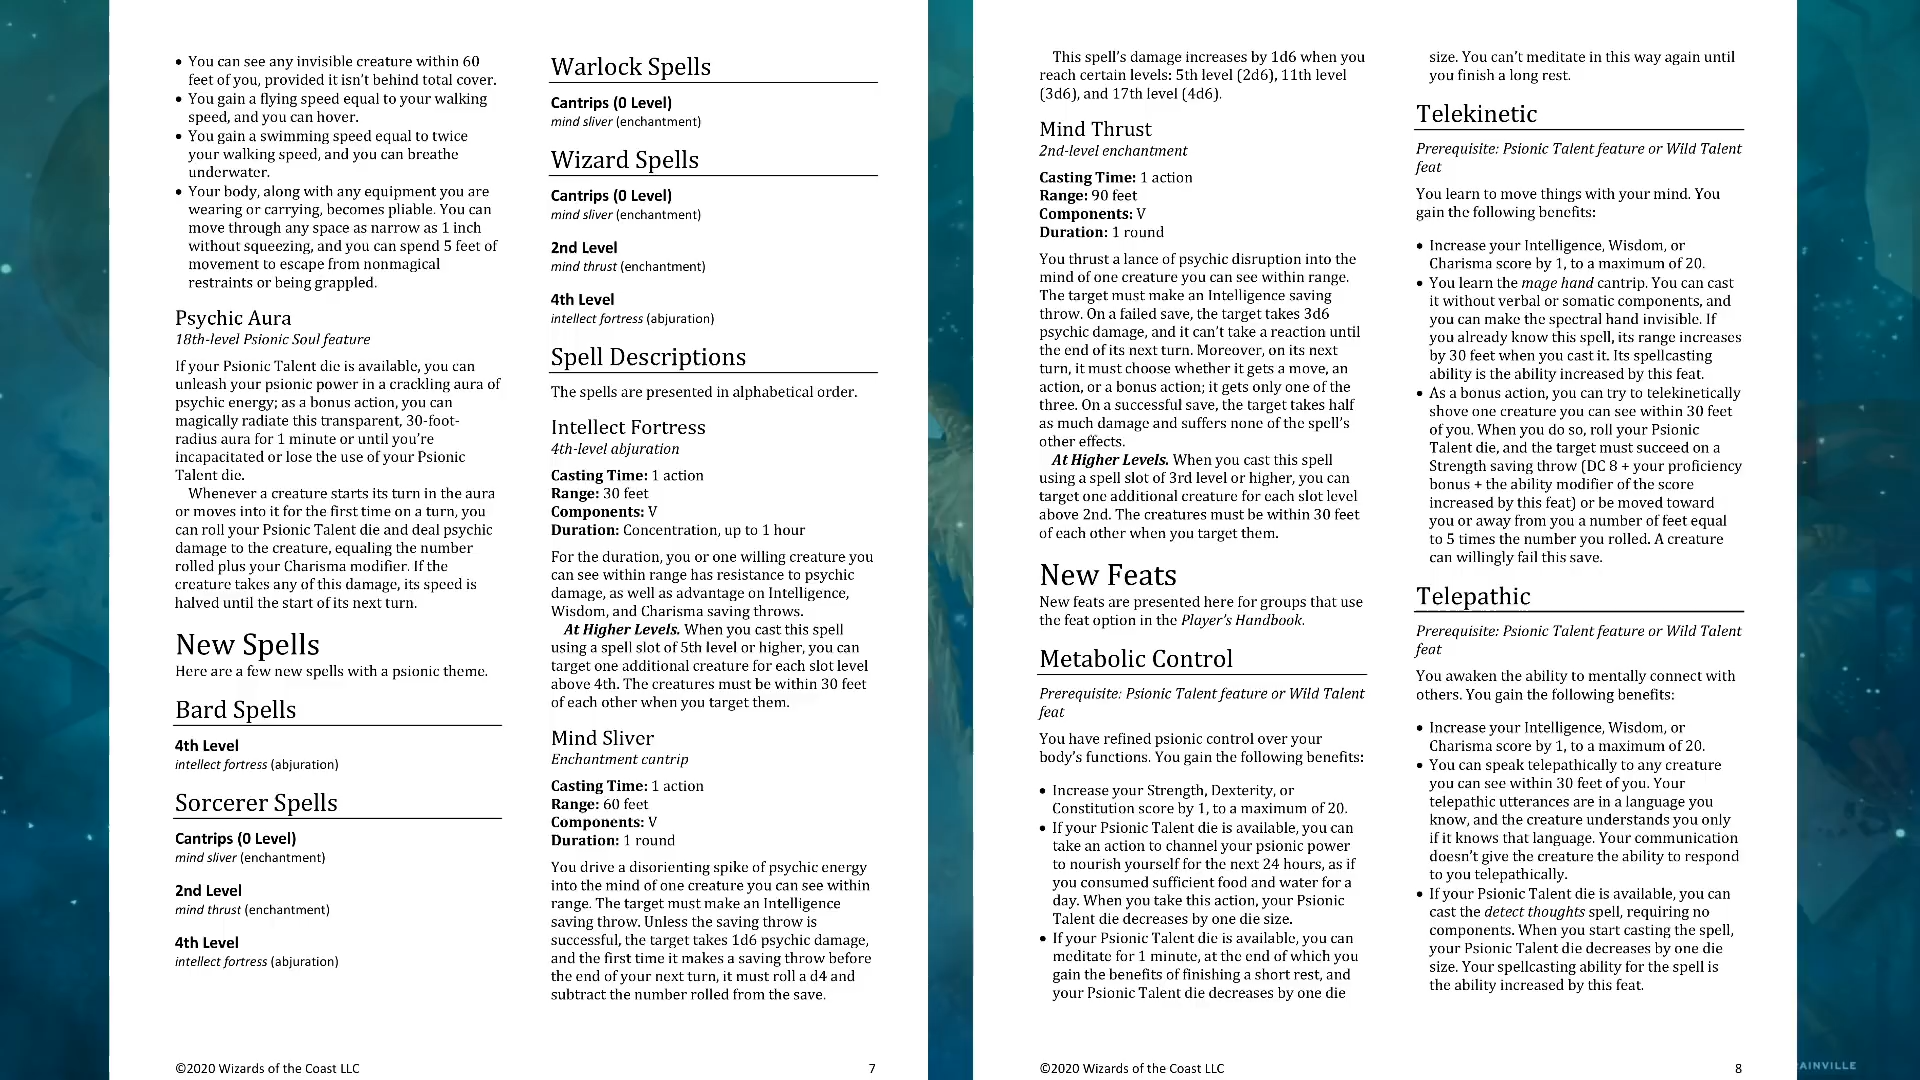 • You can see any invisible creature within 60
feet of you, provided it isn't behind total cover.
• You gain a flying speed equal to your walking
speed, and you can hover.
• You gain a swimming speed equal to twice
your walking speed, and you can breathe
underwater.
• Your body, along with any equipment you are
wearing or carrying, becomes pliable. You can
move through any space as narrow as 1 inch
without squeezing, and you can spend 5 feet of
movement to escape from nonmagical
restraints or being grappled.
Psychic Aura
18th-level Psionic Soul feature
If your Psionic Talent die is available, you can
unleash your psionic power in a crackling aura of
psychic energy; as a bonus action, you can
magically radiate this transparent, 30-foot-
radius aura for 1 minute or until you're
incapacitated or lose the use of your Psionic
Talent die.
Whenever a creature starts its turn in the aura
or moves into it for the first time on a turn, you
can roll your Psionic Talent die and deal psychic
damage to the creature, equaling the number
rolled plus your Charisma modifier. If the
creature takes any of this damage, its speed is
halved until the start of its next turn.
New Spells
Here are a few new spells with a psionic theme.
Bard Spells
4th Level
intellect fortress (abjuration)
Sorcerer Spells
Cantrips (0 Level)
mind sliver (enchantment)
2nd Level
mind thrust (enchantment)
4th Level
intellect fortress (abjuration)
Warlock Spells
Cantrips (0 Level)
mind sliver (enchantment)
Wizard Spells
Cantrips (0 Level)
mind sliver (enchantment)
2nd Level
mind thrust (enchantment)
4th Level
intellect fortress (abjuration)
Spell Descriptions
The spells are presented in alphabetical order.
Intellect Fortress
4th-level abjuration
Casting Time: 1 action
Range: 30 feet
Components: V
Duration: Concentration, up to 1 hour
For the duration, you or one willing creature you
can see within range has resistance to psychic
damage, as well as advantage on Intelligence,
Wisdom, and Charisma saving throws.
At Higher Levels. When you cast this spell
using a spell slot of 5th level or higher, you can
target one additional creature for each slot level
above 4th. The creatures must be within 30 feet
of each other when you target them.
Mind Sliver
Enchantment cantrip
Casting Time: 1 action
Range: 60 feet
Components: V
Duration: 1 round
You drive a disorienting spike of psychic energy
into the mind of one creature you can see within
range. The target must make an Intelligence
saving throw. Unless the saving throw is
successful, the target takes 1d6 psychic damage,
and the first time it makes a saving throw before
the end of your next turn, it must roll a d4 and
subtract the number rolled from the save.
©2020 Wizards of the Coast LLC
7
This spell's damage increases by 1d6 when you
reach certain levels: 5th level (2d6), 11th level
(3d6), and 17th level (4d6).
Mind Thrust
2nd-level enchantment
Casting Time: 1 action
Range: 90 feet
Components: V
Duration: 1 round
You thrust a lance of psychic disruption into the
mind of one creature you can see within range.
The target must make an Intelligence saving
throw. On a failed save, the target takes 3d6
psychic damage, and it can't take a reaction until
the end of its next turn. Moreover, on its next
turn, it must choose whether it gets a move, an
action, or a bonus action; it gets only one of the
three. On a successful save, the target takes half
as much damage and suffers none of the spell's
other effects.
At Higher Levels. When you cast this spell
using a spell slot of 3rd level or higher, you can
target one additional creature for each slot level
above 2nd. The creatures must be within 30 feet
of each other when you target them.
New Feats
New feats are presented here for groups that use
the feat option in the Player's Handbook.
Metabolic Control
Prerequisite: Psionic Talent feature or Wild Talent
feat
You have refined psionic control over your
body's functions. You gain the following benefits:
• Increase your Strength, Dexterity, or
Constitution score by 1, to a maximum of 20.
• If your Psionic Talent die is available, you can
take an action to channel your psionic power
to nourish yourself for the next 24 hours, as if
you consumed sufficient food and water for a
day. When you take this action, your Psionic
Talent die decreases by one die size.
• If your Psionic Talent die is available, you can
meditate for 1 minute, at the end of which you
gain the benefits of finishing a short rest, and
your Psionic Talent die decreases by one die
size. You can't meditate in this way again until
you finish a long rest.
Telekinetic
Prerequisite: Psionic Talent feature or Wild Talent
feat
You learn to move things with your mind. You
gain the following benefits:
• Increase your Intelligence, Wisdom, or
Charisma score by 1, to a maximum of 20.
• You learn the mage hand cantrip. You can cast
it without verbal or somatic components, and
you can make the spectral hand invisible. If
you already know this spell, its range increases
by 30 feet when you cast it. Its spellcasting
ability is the ability increased by this feat.
• As a bonus action, you can try to telekinetically
shove one creature you can see within 30 feet
of you. When you do so, roll your Psionic
Talent die, and the target must succeed on a
Strength saving throw (DC 8 + your proficiency
bonus + the ability modifier of the score
increased by this feat) or be moved toward
you or away from you a number of feet equal
to 5 times the number you rolled. A creature
can willingly fail this save.
Telepathic
Prerequisite: Psionic Talent feature or Wild Talent
feat
You awaken the ability to mentally connect with
others. You gain the following benefits:
• Increase your Intelligence, Wisdom, or
Charisma score by 1, to a maximum of 20.
• You can speak telepathically to any creature
you can see within 30 feet of you. Your
telepathic utterances are in a language you
know, and the creature understands you only
if it knows that language. Your communication
doesn't give the creature the ability to respond
to you telepathically.
• If your Psionic Talent die is available, you can
cast the detect thoughts spell, requiring no
components. When you start casting the spell,
your Psionic Talent die decreases by one die
size. Your spellcasting ability for the spell is
the ability increased by this feat.
©2020 Wizards of the Coast LLC
8
AINVILLE